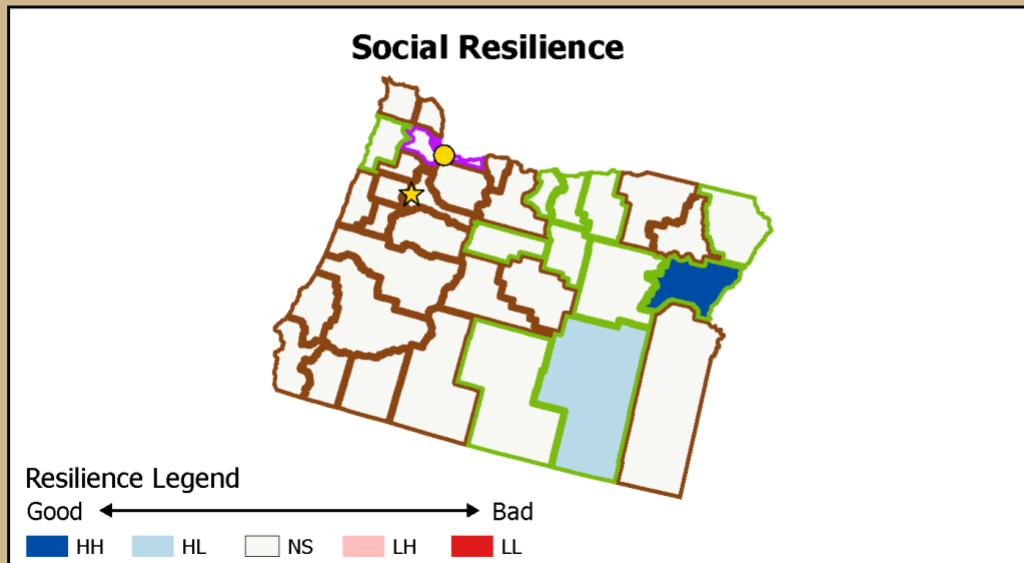 Social Resilience
Resilience Legend
Good Bad
HH HL NS LH LL